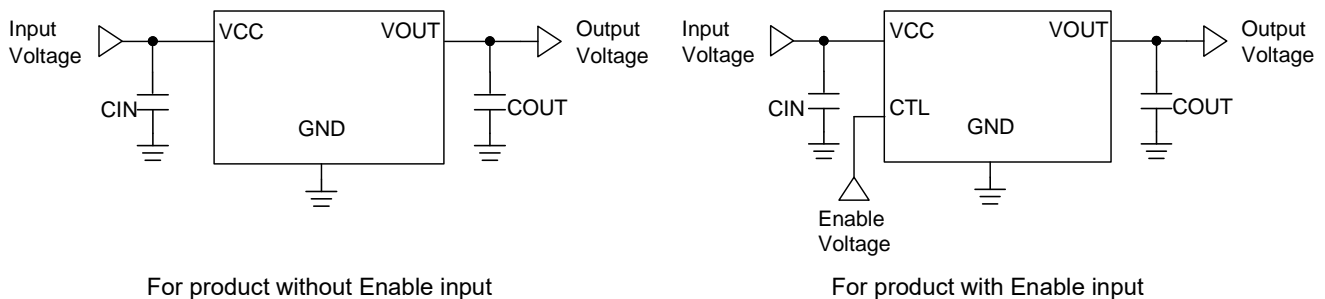 Input
Voltage
VCC
VOUT
Output
Voltage
CIN
COUT
GND
For product without Enable input
Input
Voltage
VCC
VOUT
Output
Voltage
CIN
CTL
COUT
GND
Enable
Voltage
For product with Enable input